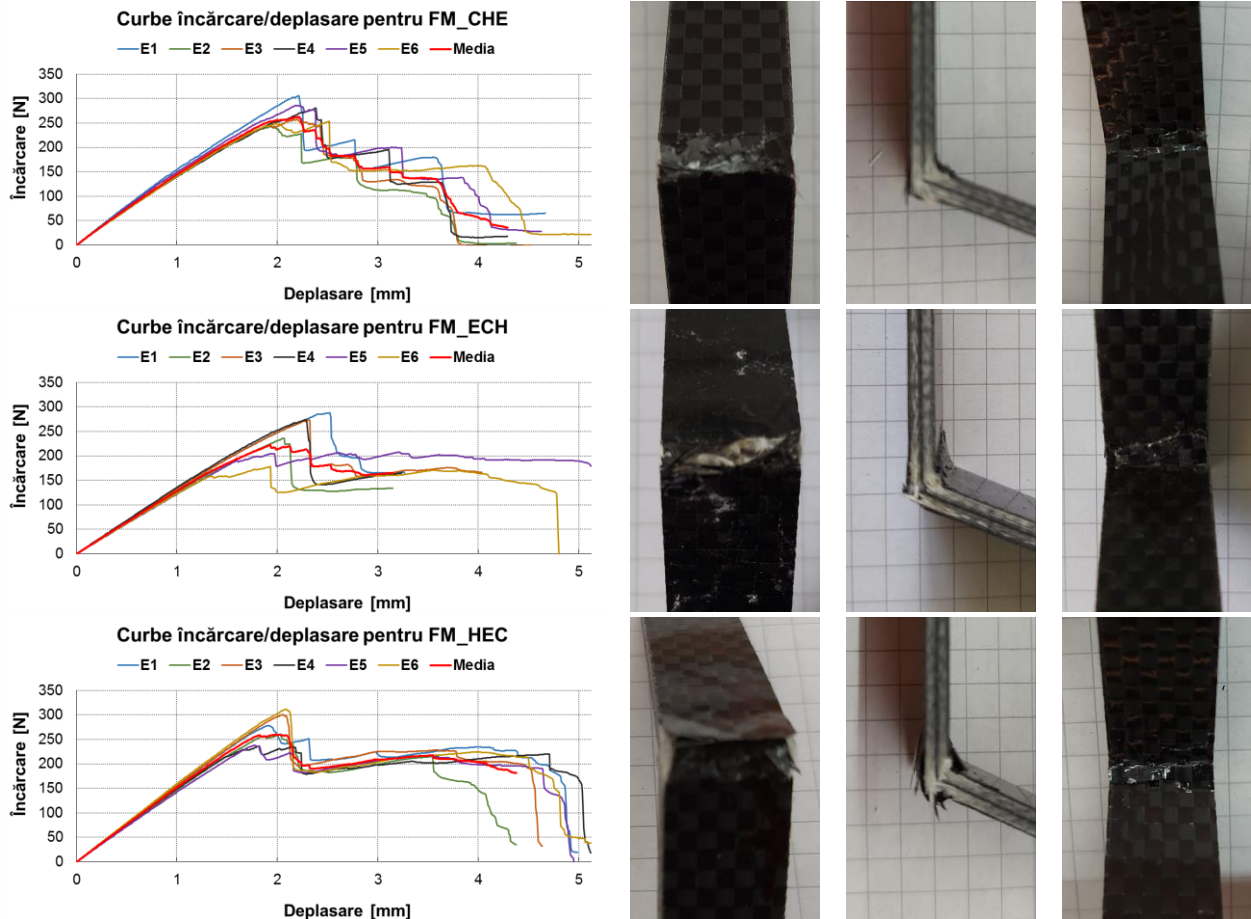 Curbe încărcare/deplasare pentru FM_CHE
E1 E2 E3 E4 E5 E6 Media
350
300
250
200
150
100
50
0
Încărcare [N]
0 1 2 3 4 5
Deplasare [mm]
Curbe încărcare/deplasare pentru FM_ECH
E1 E2 E3 E4 E5 E6 Media
350
300
250
200
150
100
50
0
Încărcare [N]
0 1 2 3 4 5
Deplasare [mm]
Curbe încărcare/deplasare pentru FM_HEC
E1 E2 E3 E4 E5 E6 Media
350
300
250
200
150
100
50
0
Încărcare [N]
0 1 2 3 4 5
Deplasare [mm]